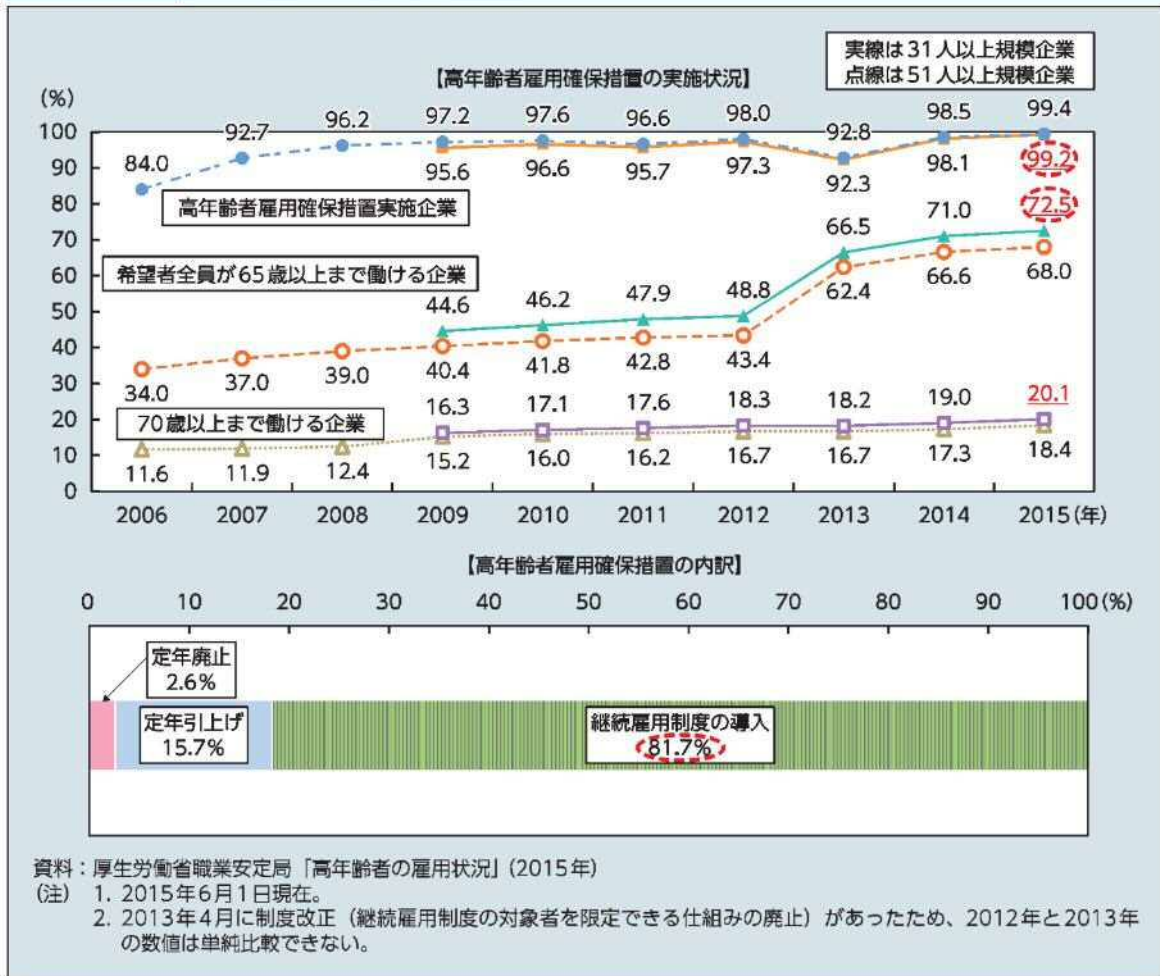 実線は31人以上規模企業
点線は51人以上規模企業
【高年齢者雇用確保措置の実施状況】
(%)
100
90
80
70
60
50
40
30
20
10
0
84.0 92.7 96.2 97.2 97.6 96.6 98.0 92.8 98.5 99.4
95.6 96.6 95.7 97.3 92.3 98.1 99.2
高年齢者雇用確保措置実施企業
希望者全員が65歳以上まで働ける企業
44.6 46.2 47.9 48.8 66.5 71.0 72.5
34.0 37.0 39.0 40.4 41.8 42.8 43.4 62.4 66.6 68.0
70歳以上まで働ける企業
16.3 17.1 17.6 18.3 18.2 19.0 20.1
11.6 11.9 12.4 15.2 16.0 16.2 16.7 16.7 17.3 18.4
2006 2007 2008 2009 2010 2011 2012 2013 2014 2015(年)
【高年齢者雇用確保措置の内訳】
0 10 20 30 40 50 60 70 80 90 100(%)
定年廃止
2.6%
定年引上げ
15.7%
継続雇用制度の導入
81.7%
資料：厚生労働省職業安定局「高年齢者の雇用状況」(2015年)
(注) 1. 2015年6月1日現在。
2. 2013年4月に制度改正（継続雇用制度の対象者を限定できる仕組みの廃止）があったため、2012年と2013年
の数値は単純比較できない。